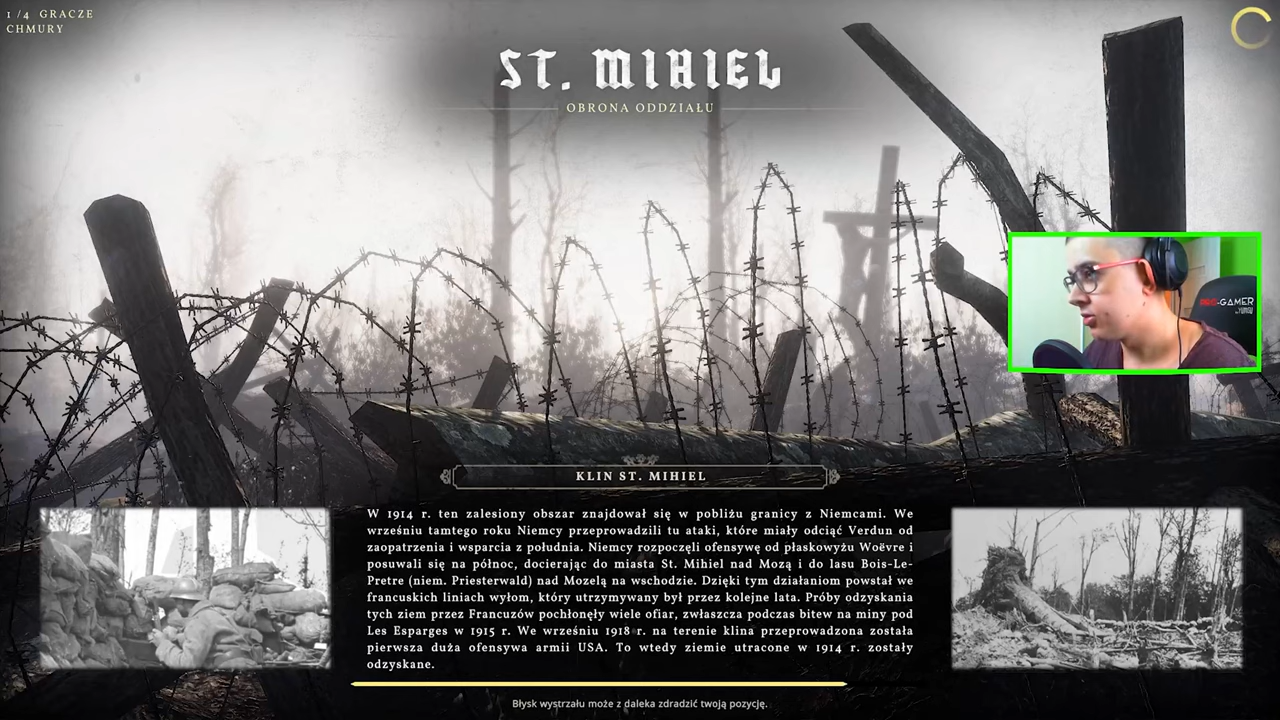 1 /4 GRACZE
CHMURY
ST. MIHIEL
OBRONA ODDZIAŁU
PRO-GAMER
KLIN ST. MIHIEL
W 1914 r. ten zalesiony obszar znajdował się w pobliżu granicy z Niemcami. We
wrześniu tamtego roku Niemcy przeprowadzili tu ataki, które miały odciąć Verdun od
zaopatrzenia i wsparcia z południa. Niemcy rozpoczęli ofensywę od płaskowyżu Woëvre i
posuwali się na północ, docierając do miasta St. Mihiel nad Mozą i do lasu Bois-Le-
Pretre (niem. Priesterwald) nad Mozelą na wschodzie. Dzięki tym działaniom powstał we
francuskich liniach wyłom, który utrzymywany był przez kolejne lata. Próby odzyskania
tych ziem przez Francuzów pochłonęły wiele ofiar, zwłaszcza podczas bitew na miny pod
Les Esparges w 1915 r. We wrześniu 1918 r. na terenie klina przeprowadzona została
pierwsza duża ofensywa armii USA. To wtedy ziemie utracone w 1914 r. zostały
odzyskane.
Błysk wystrzału może z daleka zdradzić twoją pozycję.